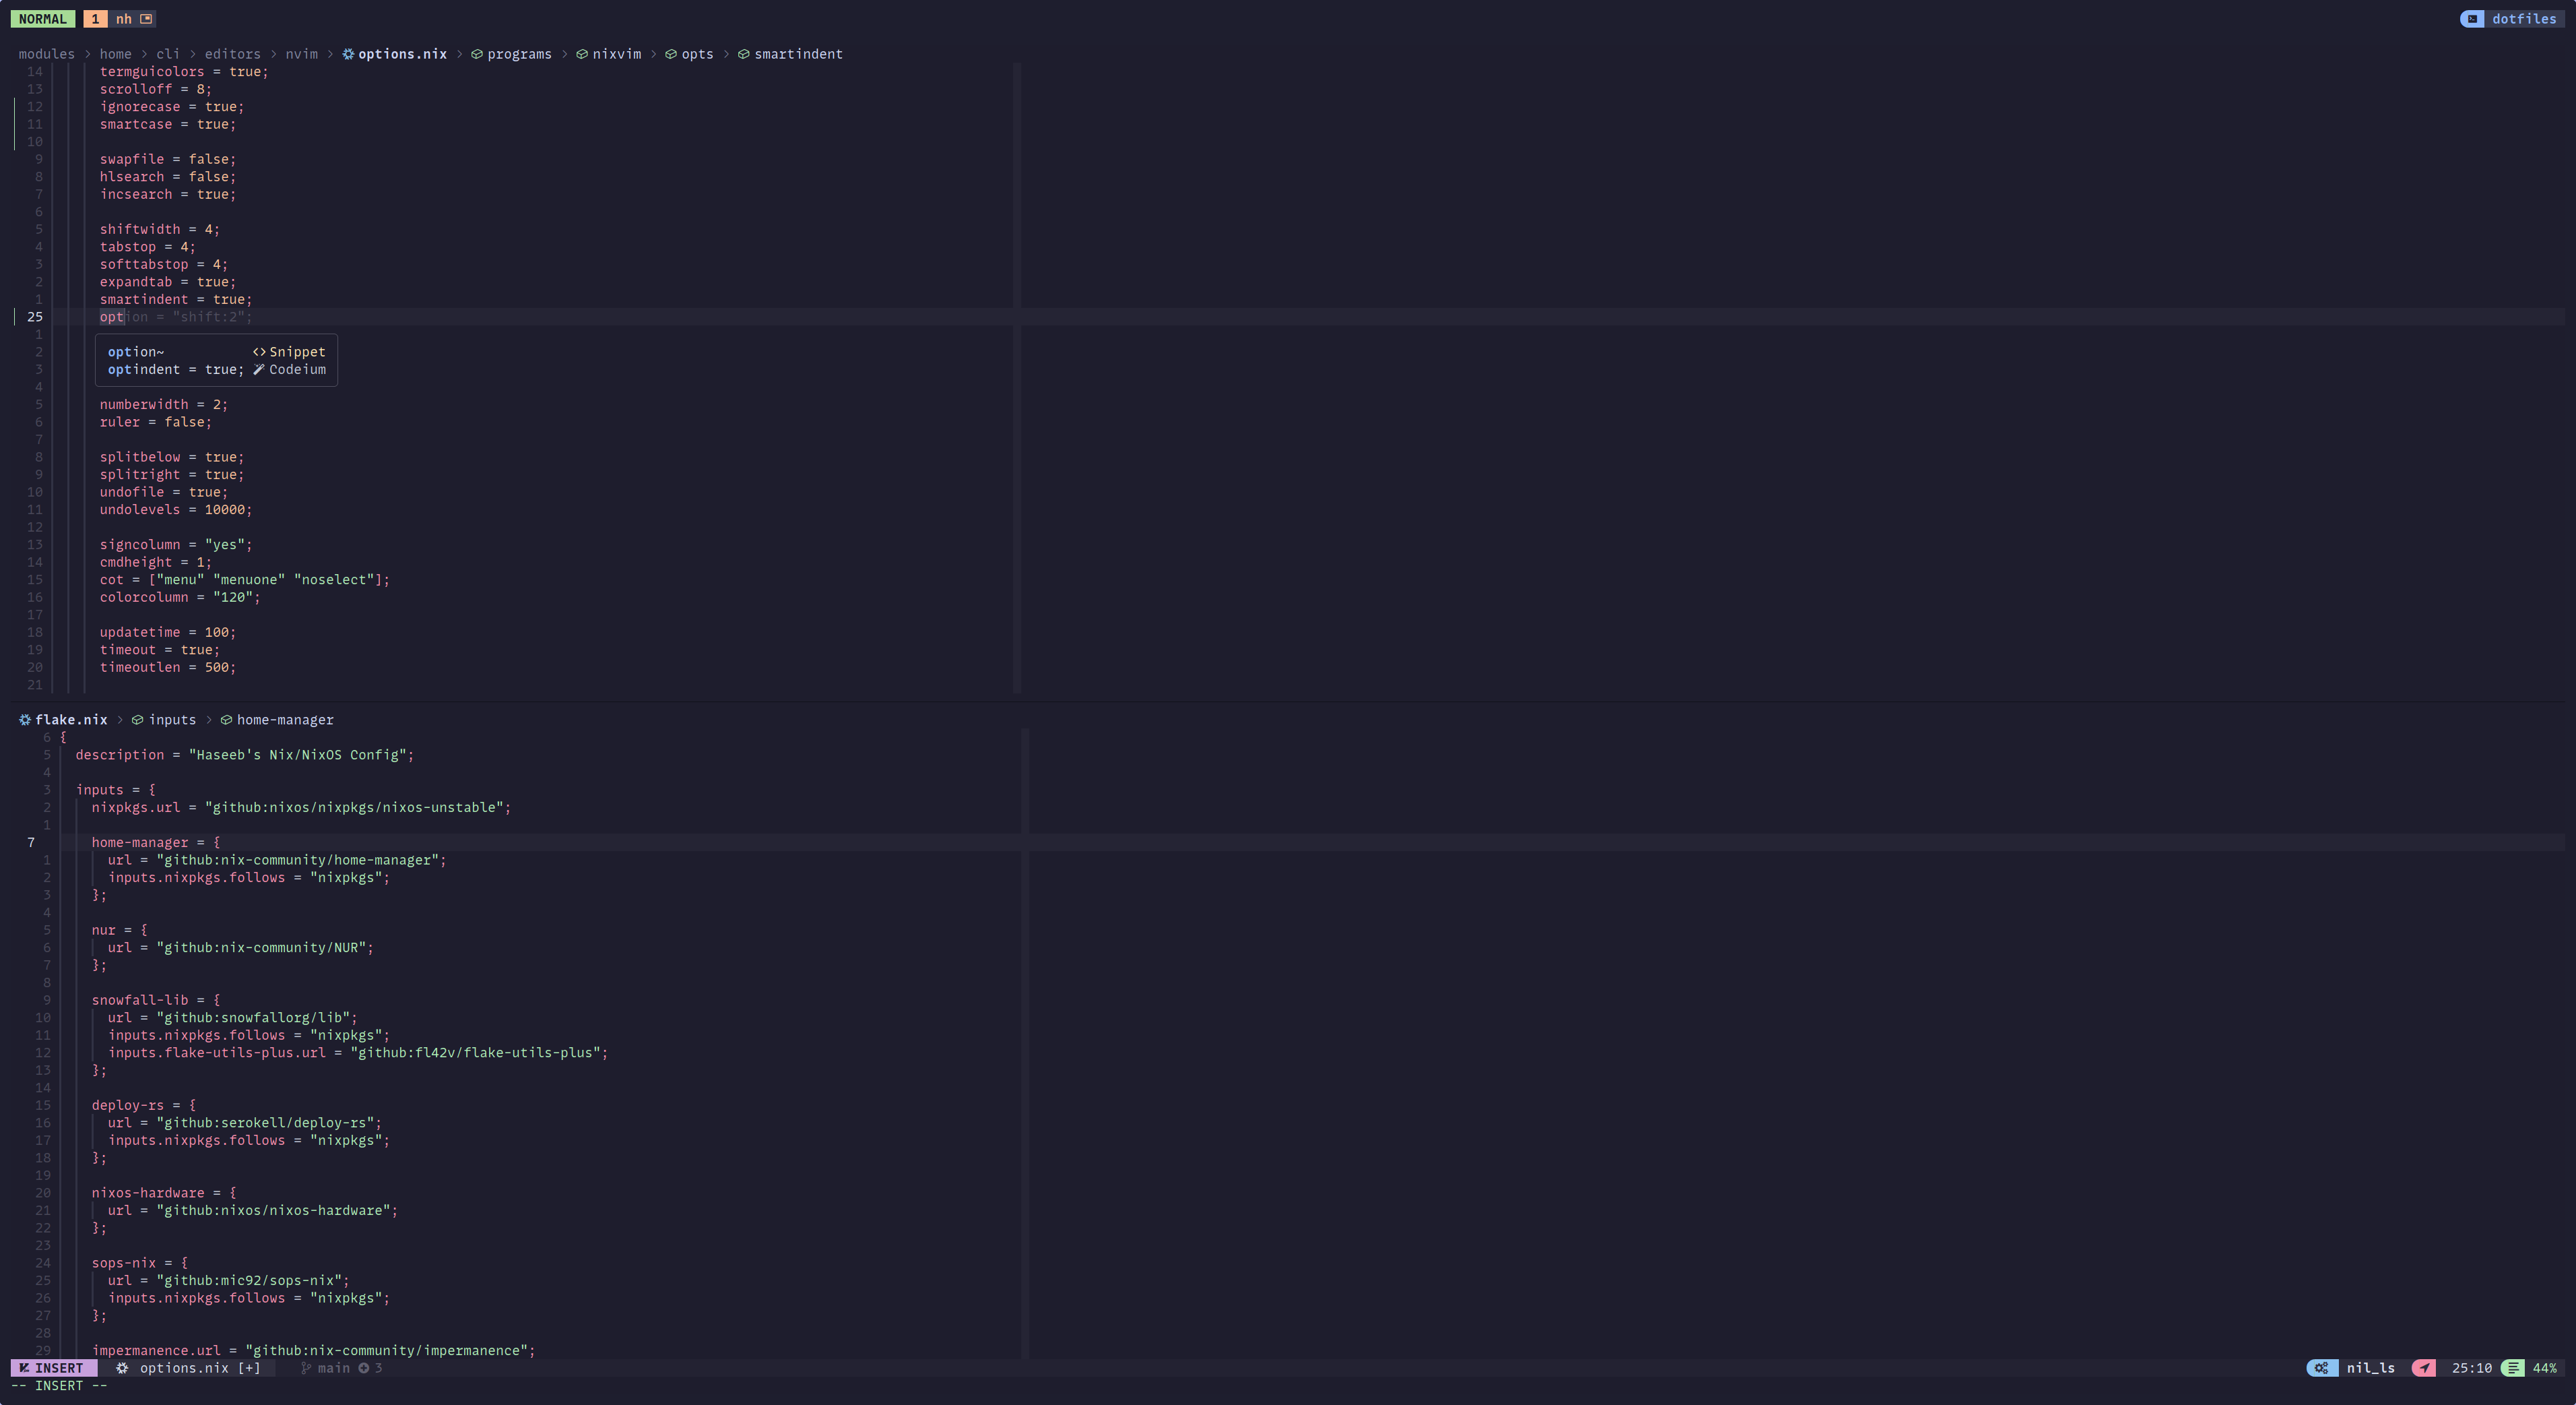 NORMAL 1 nh dotfiles
modules > home > cli > editors > nvim > options.nix > programs > nixvim > opts > smartindent
14 termguicolors = true;
13 scrolloff = 8;
12 ignorecase = true;
11 smartcase = true;
10
9 swapfile = false;
8 hlsearch = false;
7 incsearch = true;
6
5 shiftwidth = 4;
4 tabstop = 4;
3 softtabstop = 4;
2 expandtab = true;
1 smartindent = true;
25 option = "shift:2";
1
2 option~ <> Snippet
3 optindent = true; Codeium
4
5 numberwidth = 2;
6 ruler = false;
7
8 splitbelow = true;
9 splitright = true;
10 undofile = true;
11 undolevels = 10000;
12
13 signcolumn = "yes";
14 cmdheight = 1;
15 cot = ["menu" "menuone" "noselect"];
16 colorcolumn = "120";
17
18 updatetime = 100;
19 timeout = true;
20 timeoutlen = 500;
21
flake.nix > inputs > home-manager
6 {
5 description = "Haseeb's Nix/NixOS Config";
4
3 inputs = {
2 nixpkgs.url = "github:nixos/nixpkgs/nixos-unstable";
1
7 home-manager = {
1 url = "github:nix-community/home-manager";
2 inputs.nixpkgs.follows = "nixpkgs";
3 };
4
5 nur = {
6 url = "github:nix-community/NUR";
7 };
8
9 snowfall-lib = {
10 url = "github:snowfallorg/lib";
11 inputs.nixpkgs.follows = "nixpkgs";
12 inputs.flake-utils-plus.url = "github:fl42v/flake-utils-plus";
13 };
14
15 deploy-rs = {
16 url = "github:serokell/deploy-rs";
17 inputs.nixpkgs.follows = "nixpkgs";
18 };
19
20 nixos-hardware = {
21 url = "github:nixos/nixos-hardware";
22 };
23
24 sops-nix = {
25 url = "github:mic92/sops-nix";
26 inputs.nixpkgs.follows = "nixpkgs";
27 };
28
29 impermanence.url = "github:nix-community/impermanence";
INSERT options.nix [+] main 3 nil_ls 25:10 44%
-- INSERT --